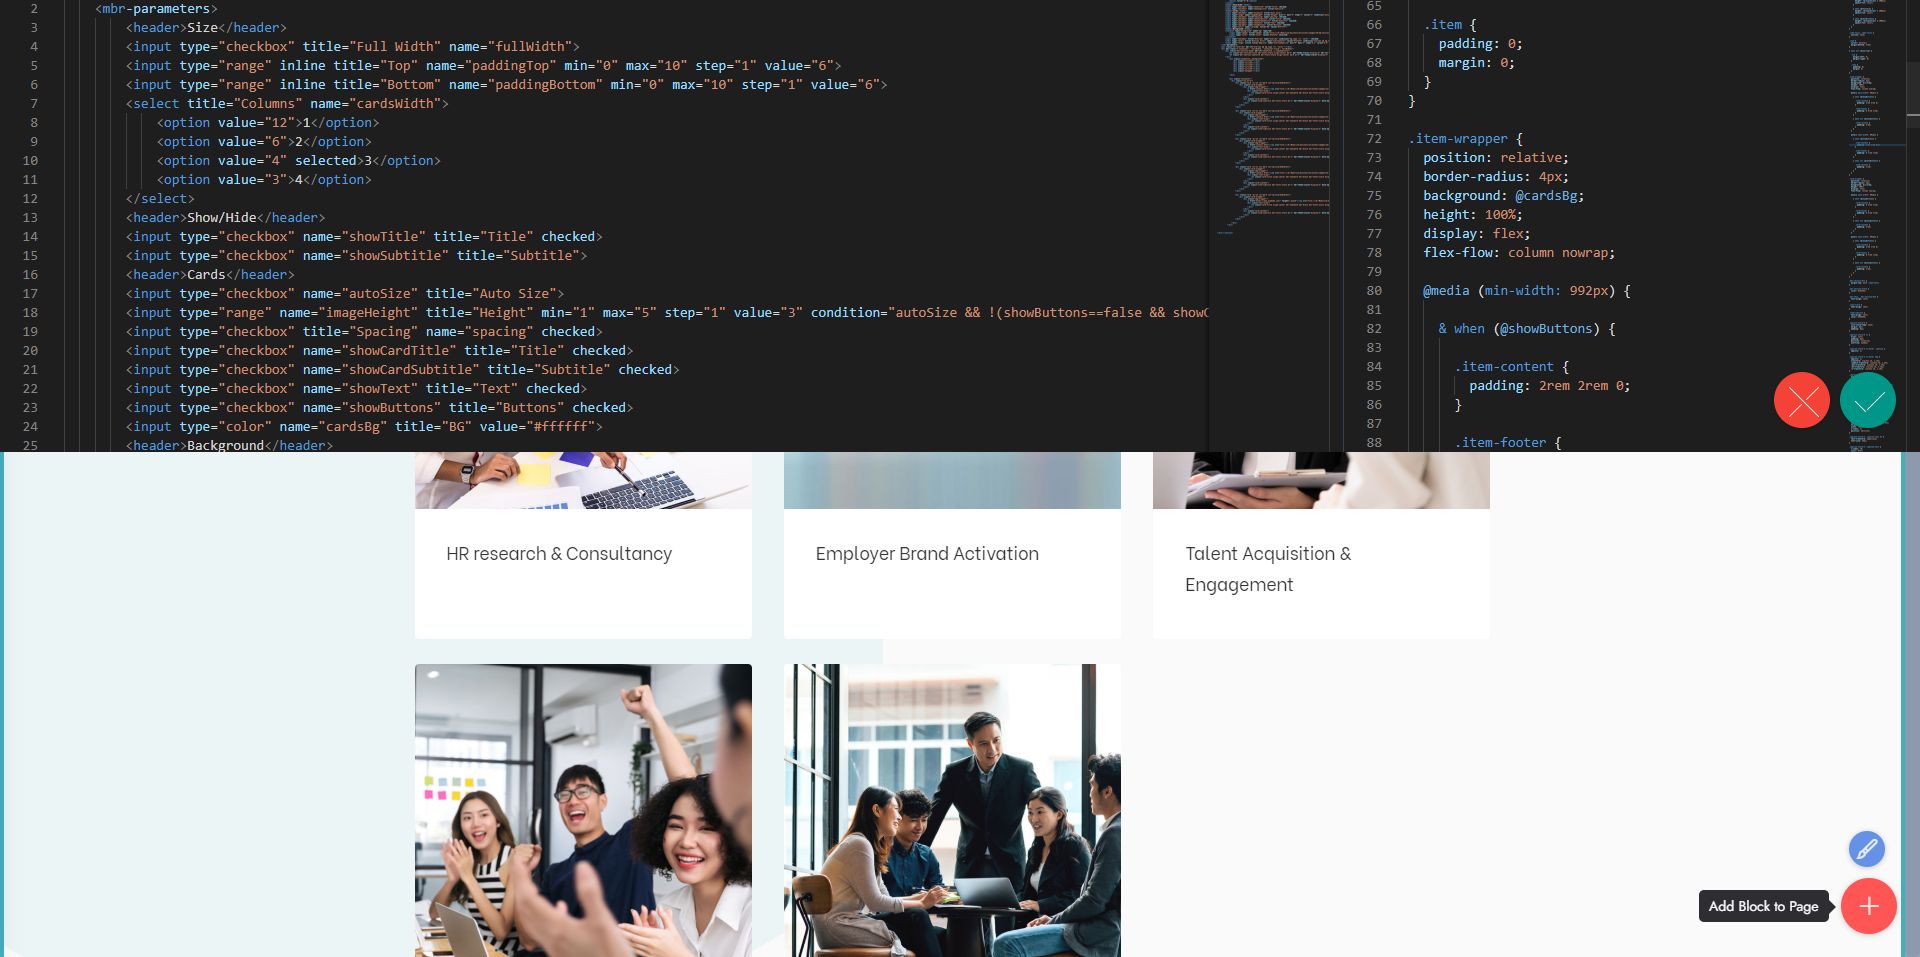 2 <mbr-parameters>
3 <header>Size</header>
4 <input type="checkbox" title="Full Width" name="fullWidth">
5 <input type="range" inline title="Top" name="paddingTop" min="0" max="10" step="1" value="6">
6 <input type="range" inline title="Bottom" name="paddingBottom" min="0" max="10" step="1" value="6">
7 <select title="Columns" name="cardsWidth">
8 <option value="12">1</option>
9 <option value="6">2</option>
10 <option value="4" selected>3</option>
11 <option value="3">4</option>
12 </select>
13 <header>Show/Hide</header>
14 <input type="checkbox" name="showTitle" title="Title" checked>
15 <input type="checkbox" name="showSubtitle" title="Subtitle">
16 <header>Cards</header>
17 <input type="checkbox" name="autoSize" title="Auto Size">
18 <input type="range" name="imageHeight" title="Height" min="1" max="5" step="1" value="3" condition="autoSize && !(showButtons==false && showC
19 <input type="checkbox" title="Spacing" name="spacing" checked>
20 <input type="checkbox" name="showCardTitle" title="Title" checked>
21 <input type="checkbox" name="showCardSubtitle" title="Subtitle" checked>
22 <input type="checkbox" name="showText" title="Text" checked>
23 <input type="checkbox" name="showButtons" title="Buttons" checked>
24 <input type="color" name="cardsBg" title="BG" value="#ffffff">
25 <header>Background</header>
65
66 .item {
67 padding: 0;
68 margin: 0;
69 }
70 }
71
72 .item-wrapper {
73 position: relative;
74 border-radius: 4px;
75 background: @cardsBg;
76 height: 100%;
77 display: flex;
78 flex-flow: column nowrap;
79
80 @media (min-width: 992px) {
81
82 & when (@showButtons) {
83
84 .item-content {
85 padding: 2rem 2rem 0;
86 }
87
88 .item-footer {
HR research & Consultancy
Employer Brand Activation
Talent Acquisition &
Engagement
Add Block to Page